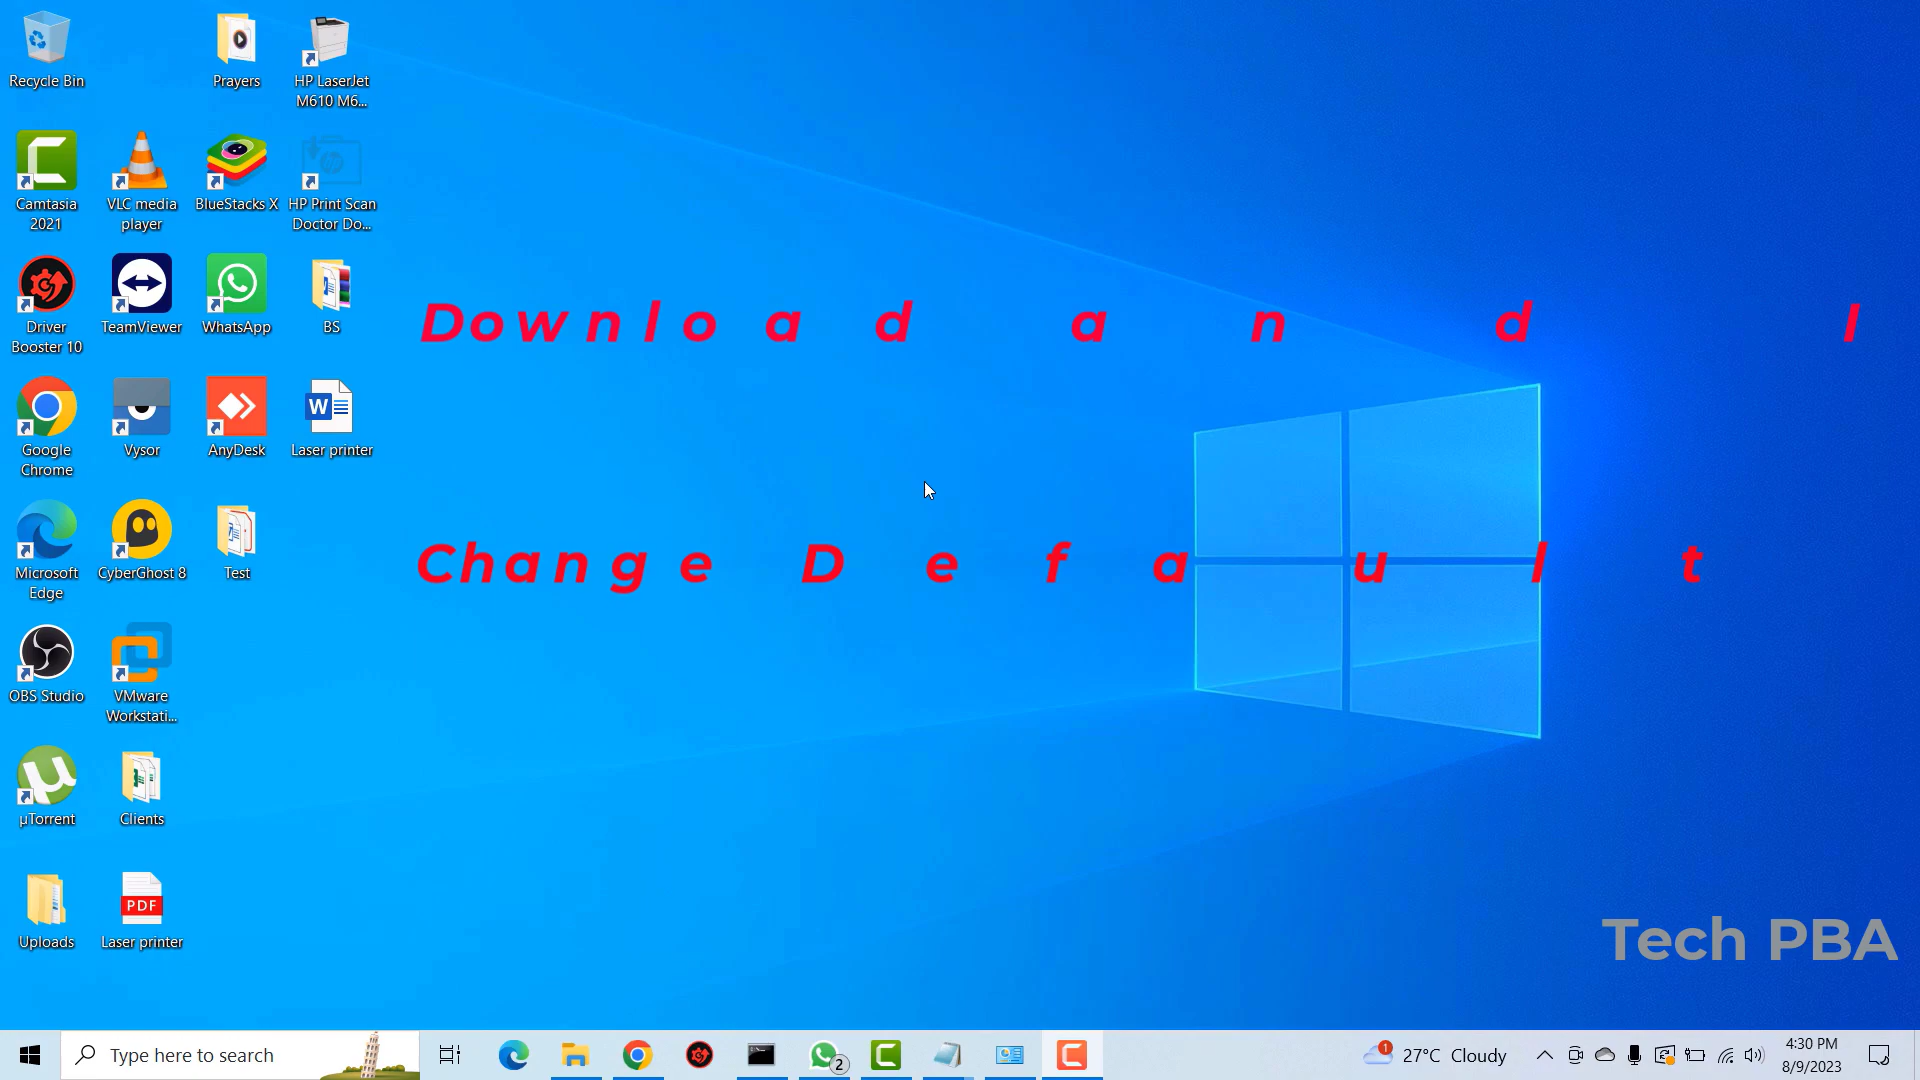 Recycle Bin
Prayers
HP LaserJet
M610 M6...
Camtasia
2021
VLC media
player
BlueStacks X
HP Print Scan
Doctor Do...
Driver
Booster 10
TeamViewer
WhatsApp
BS
Download and I
Google
Chrome
Vysor
AnyDesk
W
Laser printer
Change Default
Microsoft
Edge
CyberGhost 8
Test
OBS Studio
VMware
Workstati...
µTorrent
Clients
Uploads
PDF
Laser printer
Tech PBA
Type here to search
2
1
27°C Cloudy
4:30 PM
8/9/2023